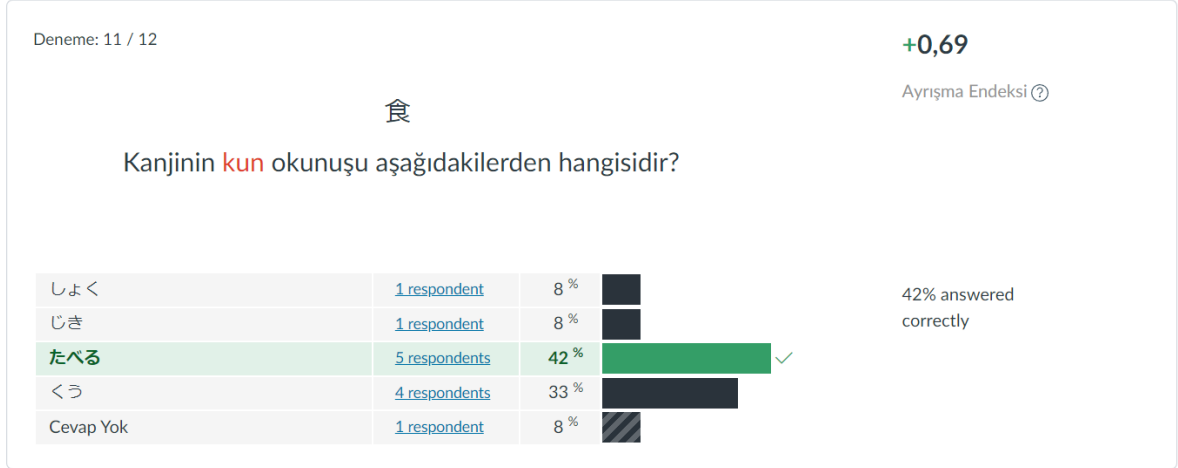 Deneme: 11 / 12
+0,69
Ayrışma Endeksi ?
食
Kanjinin kun okunuşu aşağıdakilerden hangisidir?
しょく 1 respondent 8 %
じき 1 respondent 8 %
たべる 5 respondents 42 %
くう 4 respondents 33 %
Cevap Yok 1 respondent 8 %
42% answered
correctly